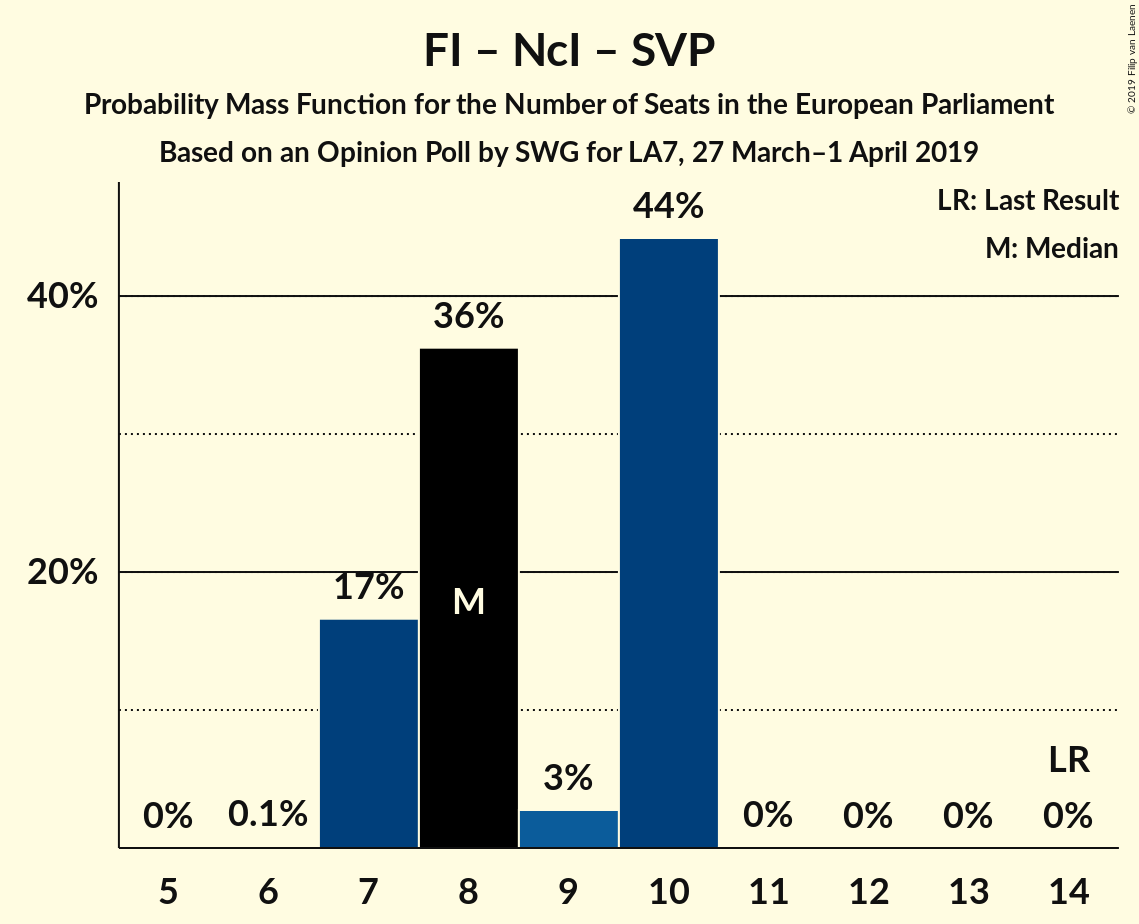 FI – NcI – SVP
Probability Mass Function for the Number of Seats in the European Parliament
Based on an Opinion Poll by SWG for LA7, 27 March–1 April 2019
© 2019 Filip van Laenen
LR: Last Result
M: Median
40%
20%
0%
0.1%
17%
36%
M
3%
44%
0%
0%
0%
LR
0%
5 6 7 8 9 10 11 12 13 14